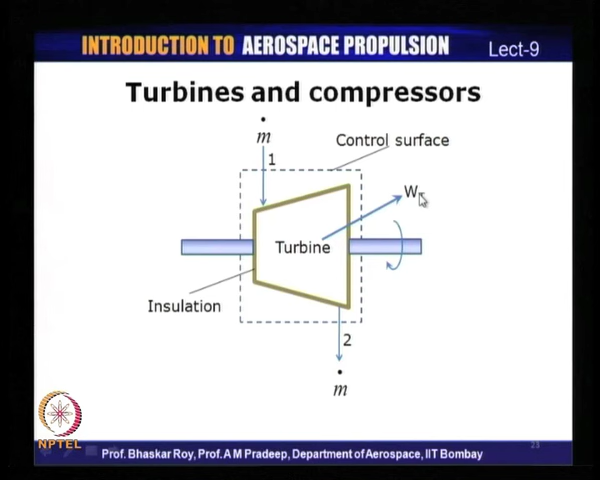 INTRODUCTION TO AEROSPACE PROPULSION Lect-9
Turbines and compressors
ṁ
1
Control surface
W
Turbine
Insulation
2
ṁ
NPTEL
23
Prof. Bhaskar Roy, Prof. A M Pradeep, Department of Aerospace, IIT Bombay